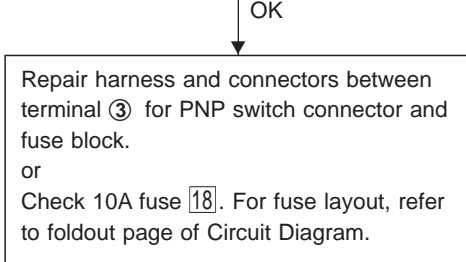 OK
Repair harness and connectors between
terminal ③ for PNP switch connector and
fuse block.
or
Check 10A fuse 18. For fuse layout, refer
to foldout page of Circuit Diagram.